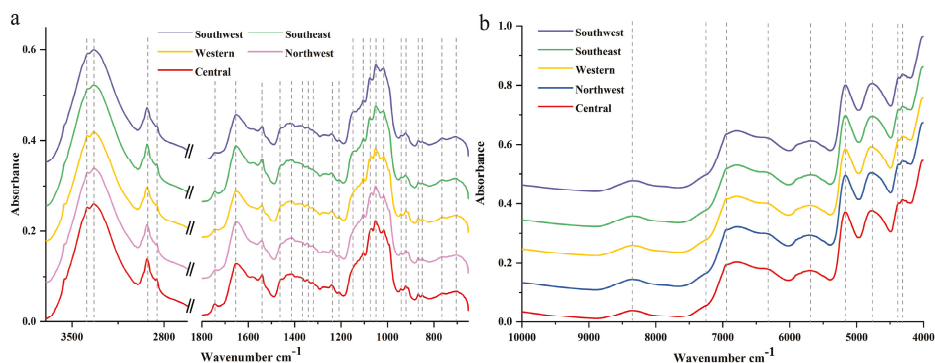 a
Southwest
Southeast
Western
Northwest
Central
Absorbance
0.6
0.4
0.2
0.0
3500
2800
1800
1600
1400
1200
1000
800
Wavenumber cm-1
b
Southwest
Southeast
Western
Northwest
Central
Absorbance
1.0
0.8
0.6
0.4
0.2
0.0
10000
9000
8000
7000
6000
5000
4000
Wavenumber cm-1